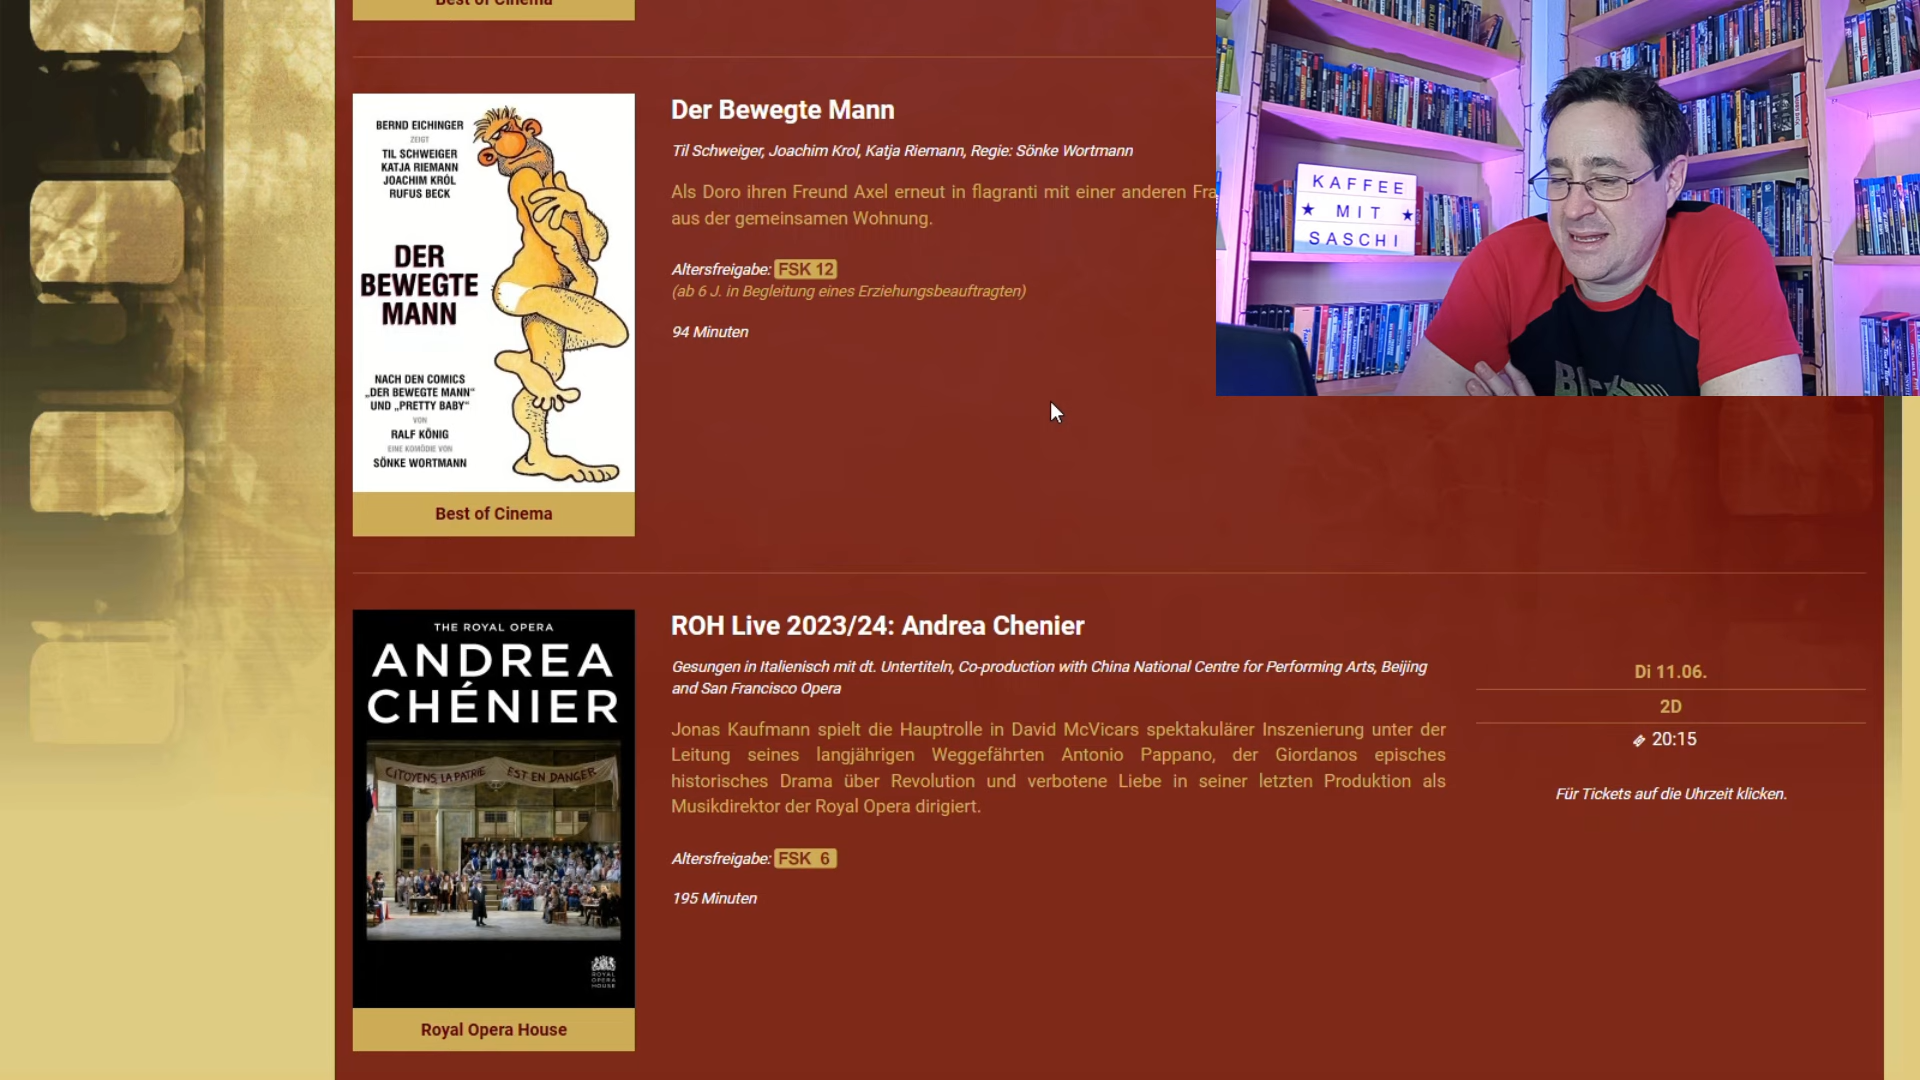 Best of Cinema
BERND EICHINGER
ZEIGT
TIL SCHWEIGER
KATJA RIEMANN
JOACHIM KRÓL
RUFUS BECK
DER
BEWEGTE
MANN
NACH DEN COMICS
„DER BEWEGTE MANN“
UND „PRETTY BABY“
VON
RALF KÖNIG
EINE KOMÖDIE VON
SÖNKE WORTMANN
Best of Cinema
Der Bewegte Mann
Til Schweiger, Joachim Krol, Katja Riemann, Regie: Sönke Wortmann
Als Doro ihren Freund Axel erneut in flagranti mit einer anderen Fra
aus der gemeinsamen Wohnung.
Altersfreigabe: FSK 12
(ab 6 J. in Begleitung eines Erziehungsbeauftragten)
94 Minuten
KAFFEE
★ MIT ★
SASCHI
THE ROYAL OPERA
ANDREA
CHÉNIER
CITOYENS, LA PATRIE EST EN DANGER
ROYAL
OPERA
HOUSE
Royal Opera House
ROH Live 2023/24: Andrea Chenier
Gesungen in Italienisch mit dt. Untertiteln, Co-production with China National Centre for Performing Arts, Beijing
and San Francisco Opera
Jonas Kaufmann spielt die Hauptrolle in David McVicars spektakulärer Inszenierung unter der
Leitung seines langjährigen Weggefährten Antonio Pappano, der Giordanos episches
historisches Drama über Revolution und verbotene Liebe in seiner letzten Produktion als
Musikdirektor der Royal Opera dirigiert.
Altersfreigabe: FSK 6
195 Minuten
Di 11.06.
2D
20:15
Für Tickets auf die Uhrzeit klicken.